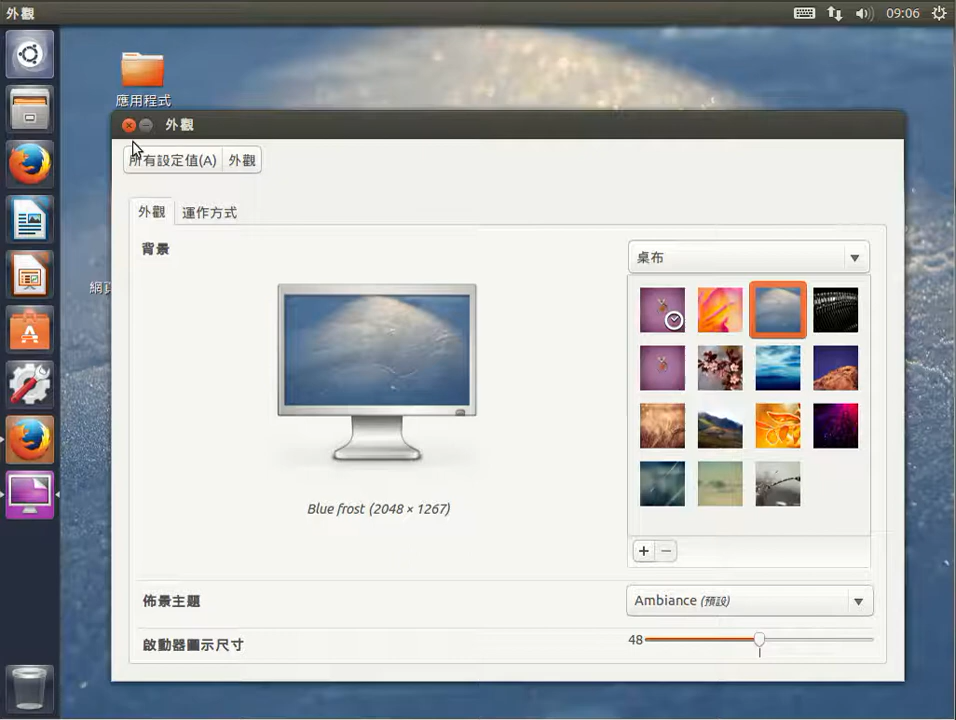 外觀
09:06
應用程式
外觀
所有設定值(A) 外觀
外觀 運作方式
背景
桌布
網頁
Blue frost (2048 × 1267)
佈景主題
Ambiance (預設)
啟動器圖示尺寸
48